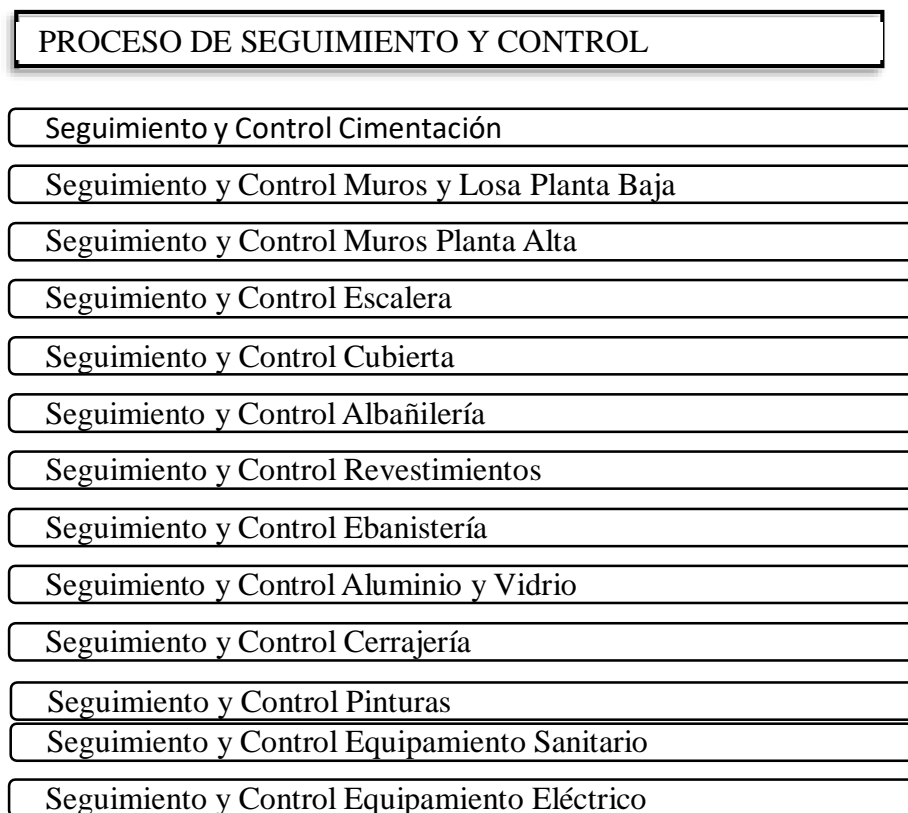 PROCESO DE SEGUIMIENTO Y CONTROL
Seguimiento y Control Cimentación
Seguimiento y Control Muros y Losa Planta Baja
Seguimiento y Control Muros Planta Alta
Seguimiento y Control Escalera
Seguimiento y Control Cubierta
Seguimiento y Control Albañilería
Seguimiento y Control Revestimientos
Seguimiento y Control Ebanistería
Seguimiento y Control Aluminio y Vidrio
Seguimiento y Control Cerrajería
Seguimiento y Control Pinturas
Seguimiento y Control Equipamiento Sanitario
Seguimiento y Control Equipamiento Eléctrico